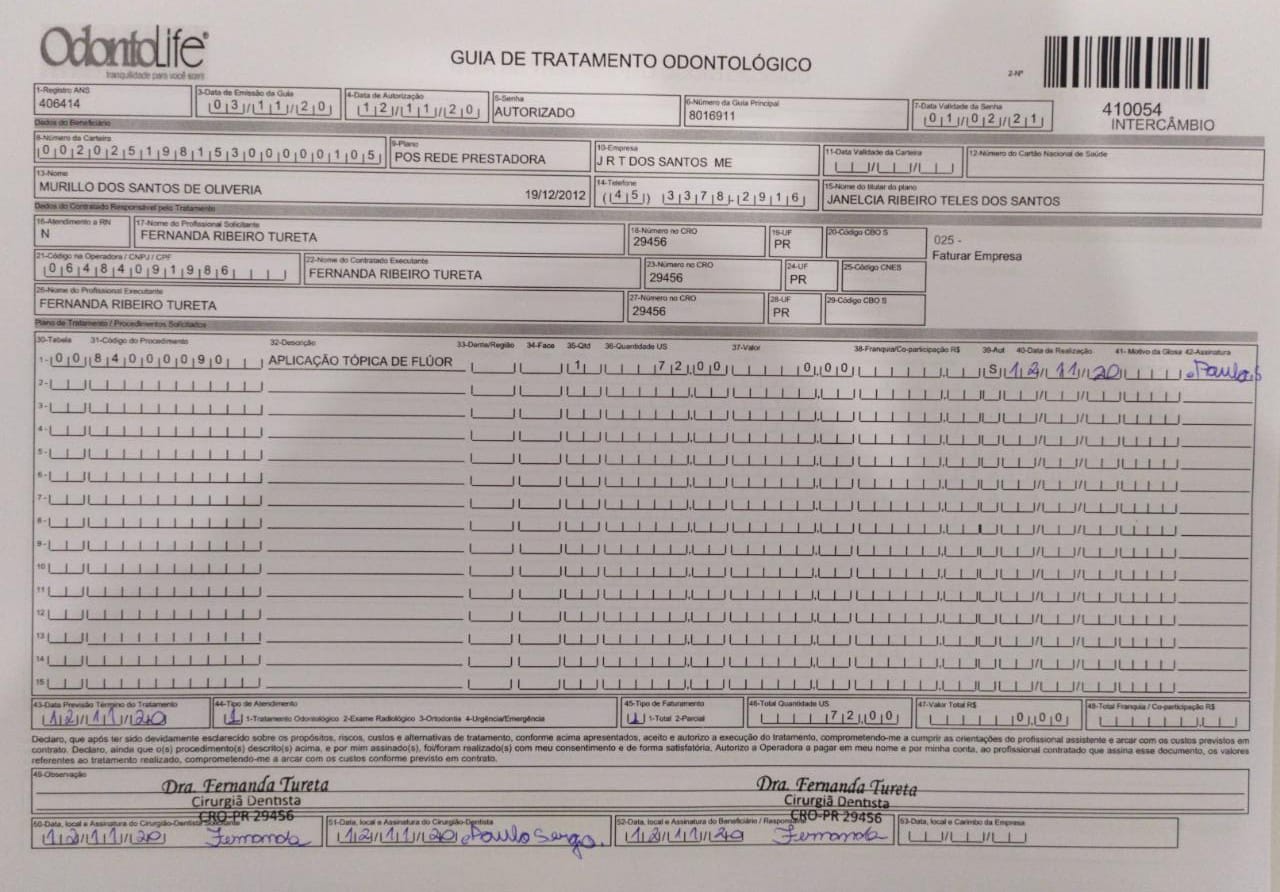 OdontoLife
tranquilidade para você sorrir
GUIA DE TRATAMENTO ODONTOLÓGICO
2-Nº
410054
INTERCÂMBIO
1-Registro ANS
406414
3-Data de Emissão da Guia
03/11/20
4-Data de Autorização
12/11/20
5-Senha
AUTORIZADO
6-Número da Guia Principal
8016911
7-Data Validade da Senha
01/02/21
Dados do Beneficiário
8-Número da Carteira
00202519815300000105
9-Plano
POS REDE PRESTADORA
10-Empresa
J R T DOS SANTOS ME
11-Data Validade da Carteira
12-Número do Cartão Nacional de Saúde
13-Nome
MURILLO DOS SANTOS DE OLIVERIA 19/12/2012
14-Telefone
(45) 3378-2916
15-Nome do titular do plano
JANELCIA RIBEIRO TELES DOS SANTOS
Dados do Contratado Responsável pelo Tratamento
16-Atendimento a RN
N
17-Nome do Profissional Solicitante
FERNANDA RIBEIRO TURETA
18-Número no CRO
29456
19-UF
PR
20-Código CBO S
025 -
Faturar Empresa
21-Código na Operadora / CNPJ / CPF
06484091986
22-Nome do Contratado Executante
FERNANDA RIBEIRO TURETA
23-Número no CRO
29456
24-UF
PR
25-Código CNES
26-Nome do Profissional Executante
FERNANDA RIBEIRO TURETA
27-Número no CRO
29456
28-UF
PR
29-Código CBO S
Plano de Tratamento / Procedimentos Solicitados
30-Tabela 31-Código do Procedimento 32-Descrição 33-Dente/Região 34-Face 35-Qtd 36-Quantidade US 37-Valor 38-Franquia/Co-participação R$ 39-Aut 40-Data de Realização 41- Motivo da Glosa 42-Assinatura
1- 00 84000090 APLICAÇÃO TÓPICA DE FLÚOR 1 72,00 0,00 S 12/11/20 Paulo S
2-
3-
4-
5-
6-
7-
8-
9-
10
11
12
13
14
15
43-Data Previsão Término do Tratamento
12/11/20
44-Tipo de Atendimento
1 1-Tratamento Odontológico 2-Exame Radiológico 3-Ortodontia 4-Urgência/Emergência
45-Tipo de Faturamento
1 1-Total 2-Parcial
46-Total Quantidade US
72,00
47-Valor Total R$
0,00
48-Total Franquia / Co-participação R$
Declaro, que após ter sido devidamente esclarecido sobre os propósitos, riscos, custos e alternativas de tratamento, conforme acima apresentados, aceito e autorizo a execução do tratamento, comprometendo-me a cumprir as orientações do profissional assistente e arcar com os custos previstos em
contrato. Declaro, ainda que o(s) procedimento(s) descrito(s) acima, e por mim assinado(s), foi/foram realizado(s) com meu consentimento e de forma satisfatória. Autorizo a Operadora a pagar em meu nome e por minha conta, ao profissional contratado que assina esse documento, os valores
referentes ao tratamento realizado, comprometendo-me a arcar com os custos conforme previsto em contrato.
49-Observação
Dra. Fernanda Tureta
Cirurgiã Dentista
CRO-PR 29456
Dra. Fernanda Tureta
Cirurgiã Dentista
CRO-PR 29456
50-Data, local e Assinatura do Cirurgião-Dentista Solicitante
12/11/20 Fernanda
51-Data, local e Assinatura do Cirurgião-Dentista
12/11/20 Paulo Sergo.
52-Data, local e Assinatura do Beneficiário / Responsável
12/11/20 Fernanda
53-Data, local e Carimbo da Empresa